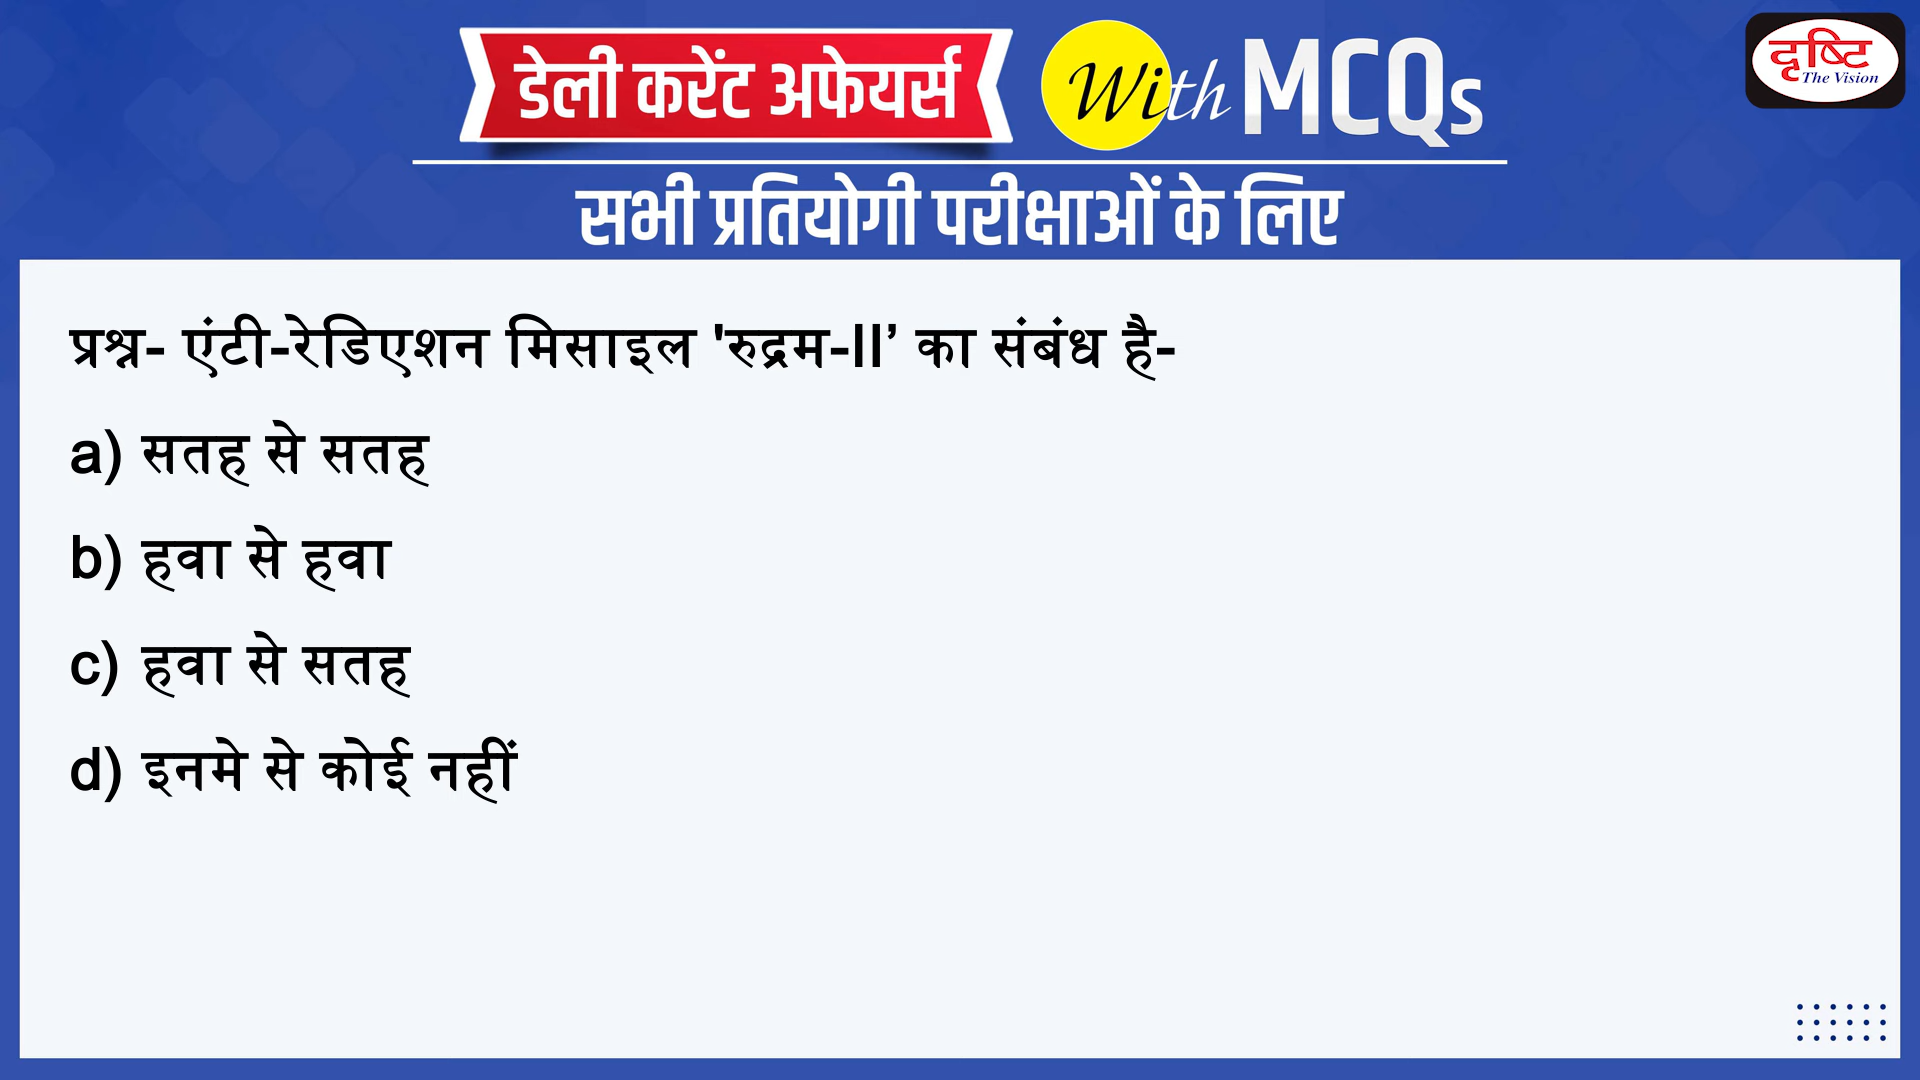 डेली करेंट अफेयर्स With MCQs
दृष्टि
The Vision
सभी प्रतियोगी परीक्षाओं के लिए
प्रश्न- एंटी-रेडिएशन मिसाइल 'रुद्रम-II’ का संबंध है-
a) सतह से सतह
b) हवा से हवा
c) हवा से सतह
d) इनमे से कोई नहीं